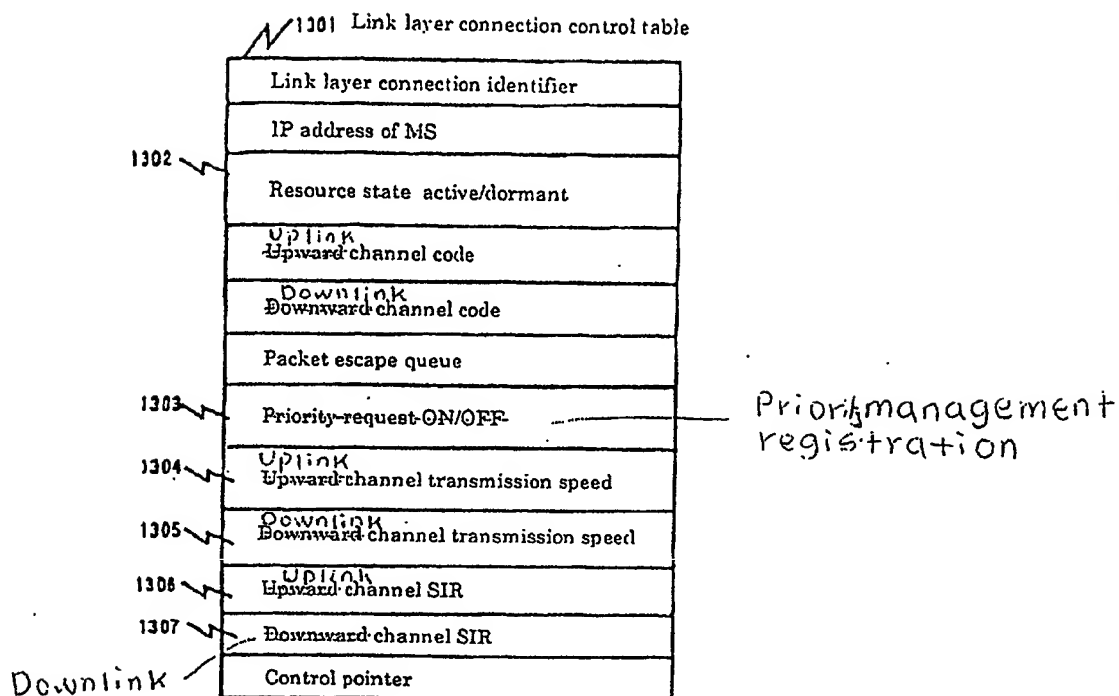 1301 Link layer connection control table
Link layer connection identifier
IP address of MS
1302
Resource state active/dormant
Uplink
Upward channel code
Downlink
Downward channel code
Packet escape queue
1303
Priority request ON/OFF
Priority management
registration
1304
Uplink
Upward channel transmission speed
1305
Downlink
Downward channel transmission speed
1306
Uplink
Upward channel SIR
1307
Downward channel SIR
Downlink
Control pointer